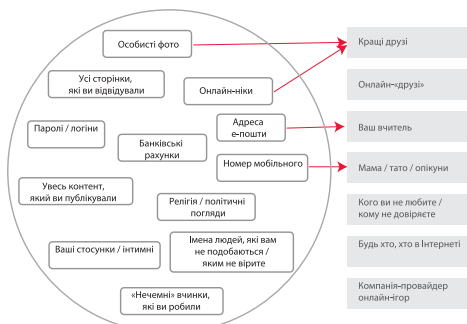 Особисті фото
Кращі друзі
Усі сторінки,
які ви відвідували
Онлайн-ніки
Онлайн-«друзі»
Паролі / логіни
Адреса
е-пошти
Ваш вчитель
Банківські
рахунки
Номер мобільного
Мама / тато / опікуни
Увесь контент,
який ви публікували
Релігія / політичні
погляди
Кого ви не любите /
кому не довіряєте
Ваші стосунки / інтимні
Імена людей, які вам
не подобаються /
яким не вірите
Будь хто, хто в Інтернеті
«Нечемні» вчинки,
які ви робили
Компанія-провайдер
онлайн-ігор